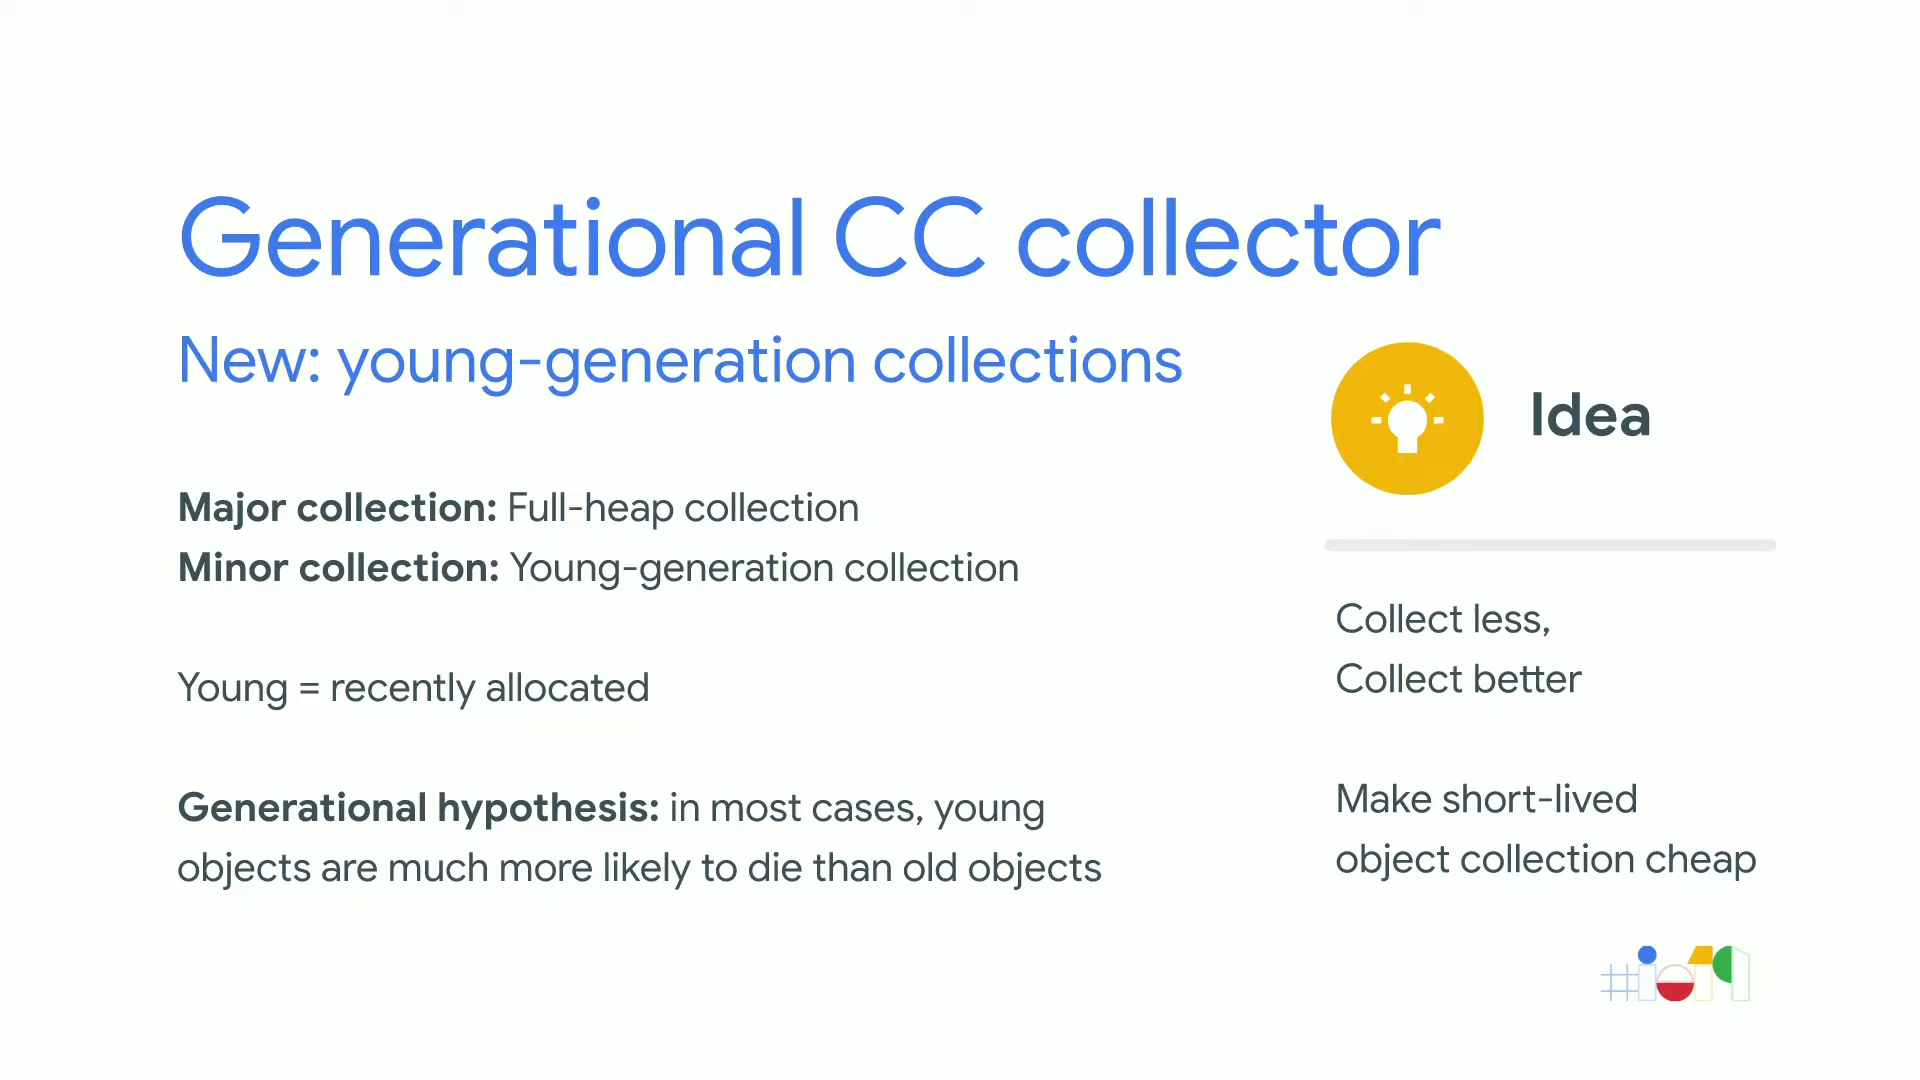 Generational CC collector
New: young-generation collections
Idea
Major collection: Full-heap collection
Minor collection: Young-generation collection
Young = recently allocated
Generational hypothesis: in most cases, young
objects are much more likely to die than old objects
Collect less,
Collect better
Make short-lived
object collection cheap
#io19